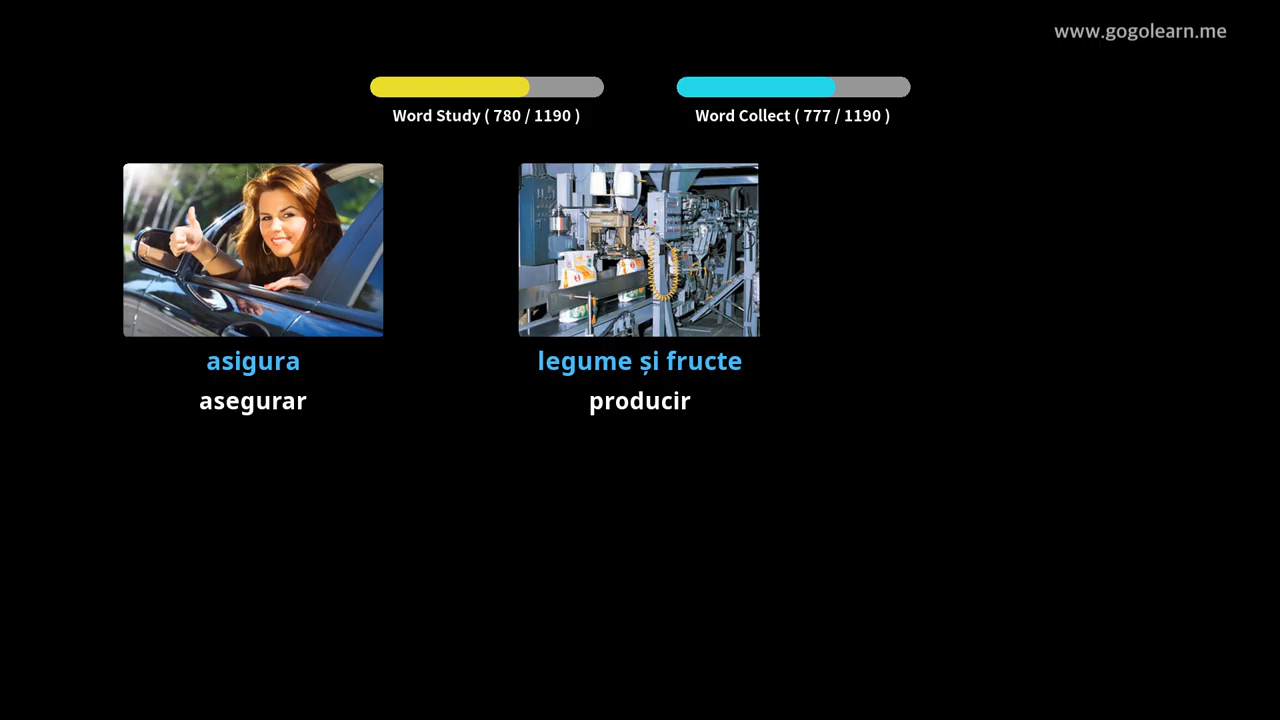 www.gogolearn.me
Word Study ( 780 / 1190 )
Word Collect ( 777 / 1190 )
asigura
asegurar
legume și fructe
producir